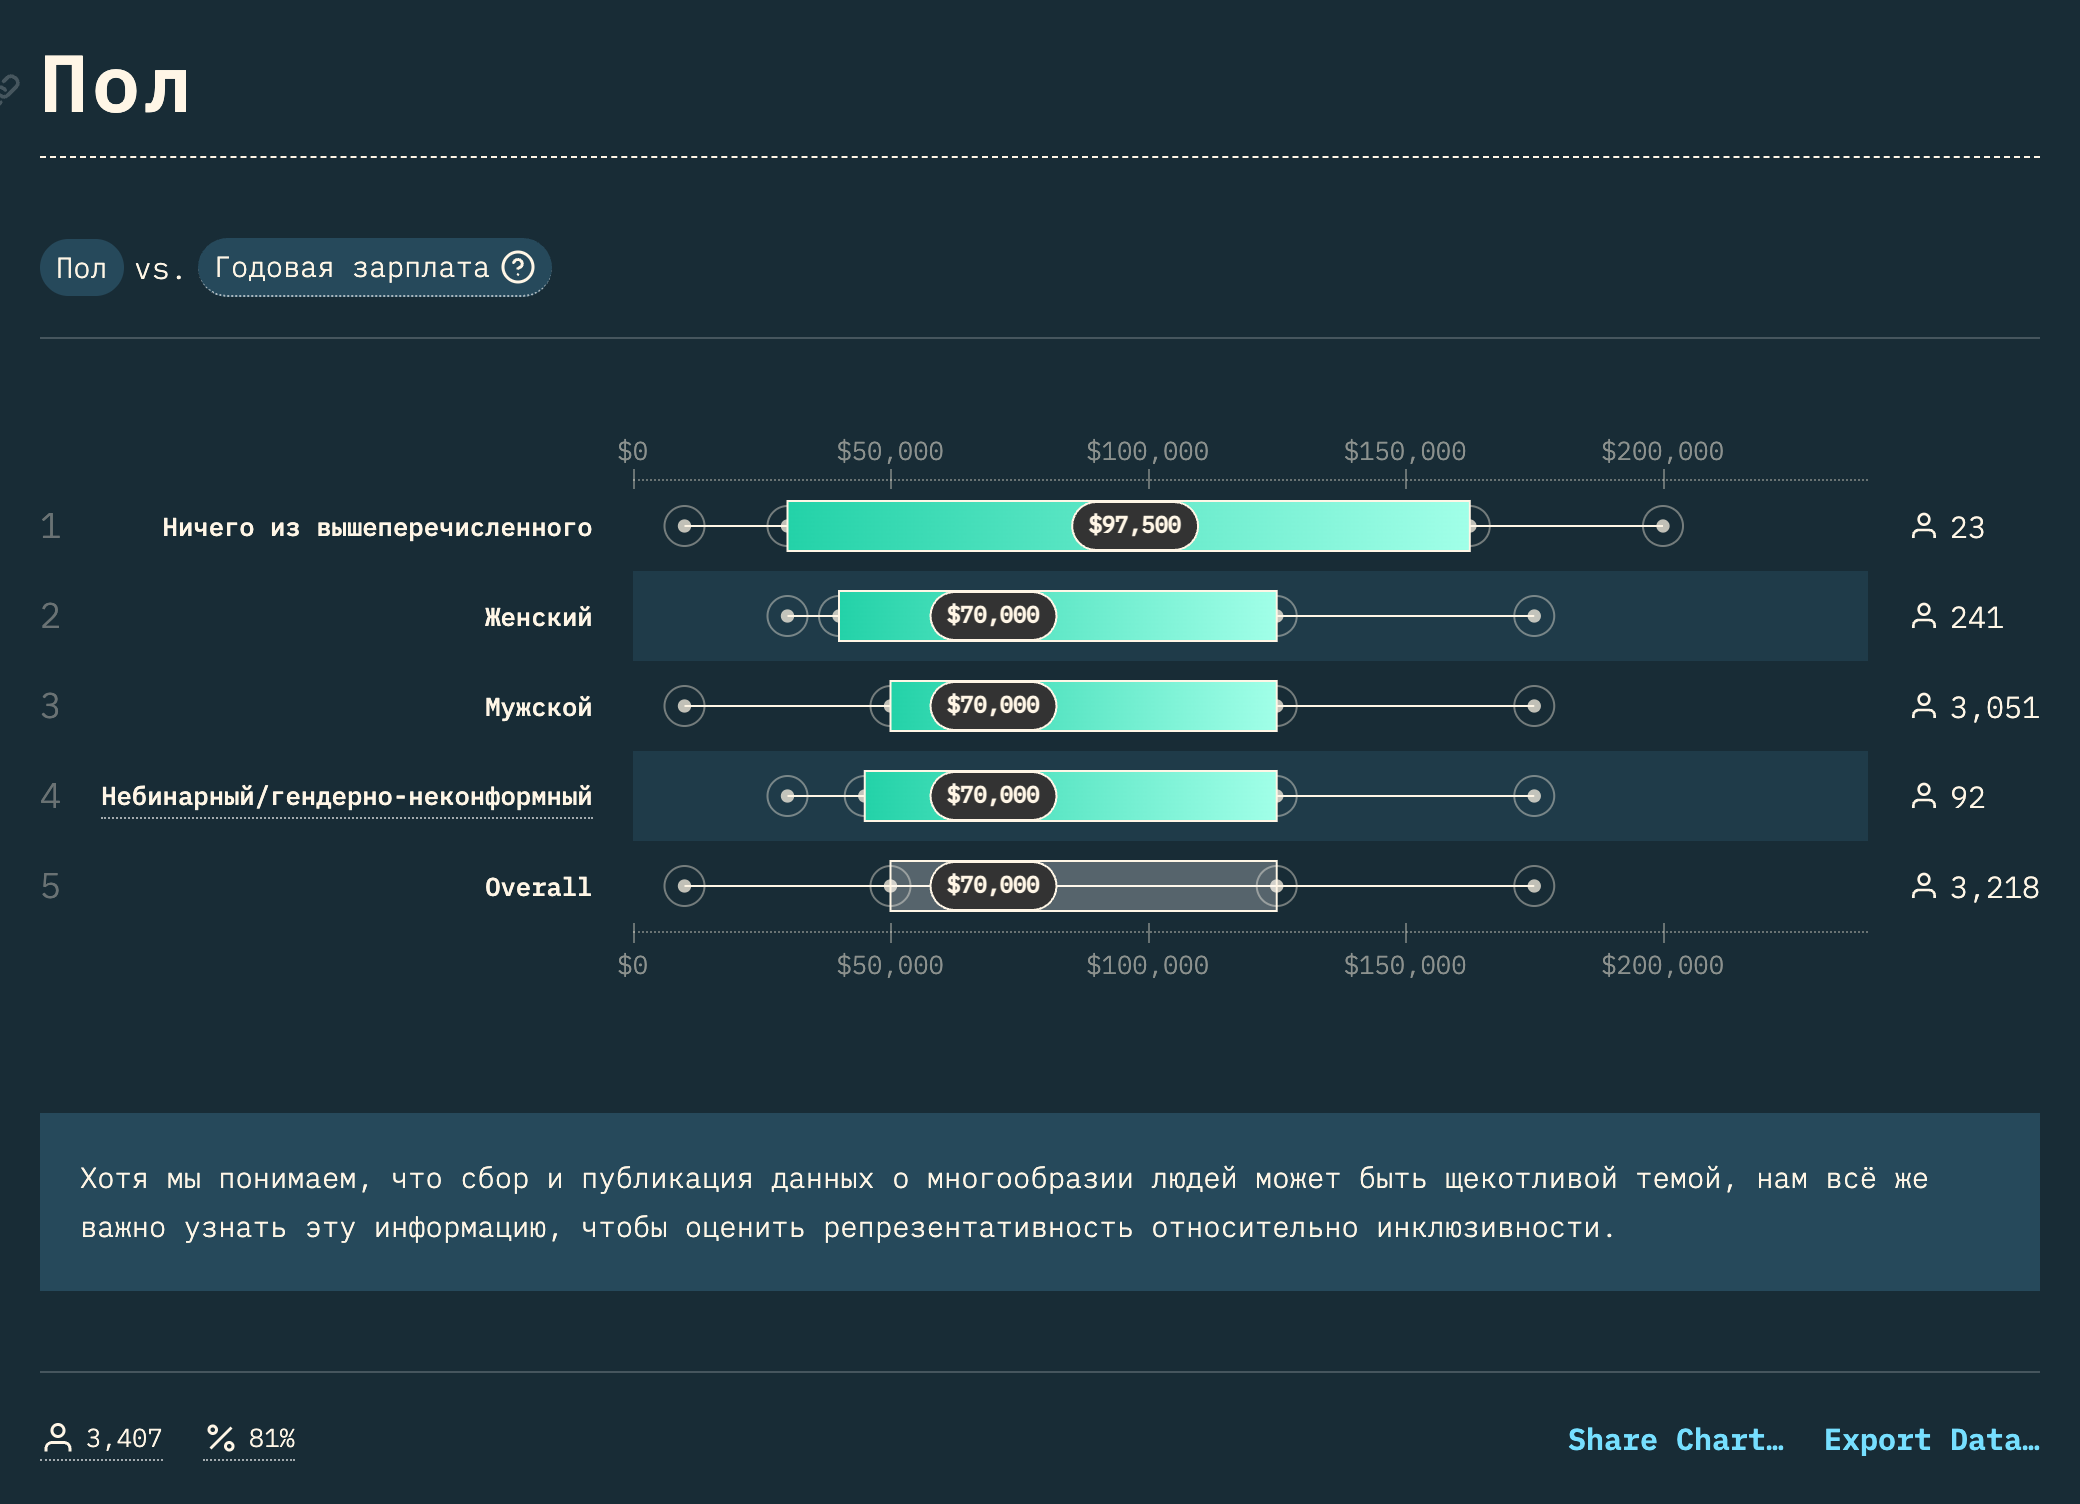 Пол
Пол vs. Годовая зарплата
$0 $50,000 $100,000 $150,000 $200,000
1 Ничего из вышеперечисленного $97,500 23
2 Женский $70,000 241
3 Мужской $70,000 3,051
4 Небинарный/гендерно-неконформный $70,000 92
5 Overall $70,000 3,218
$0 $50,000 $100,000 $150,000 $200,000
Хотя мы понимаем, что сбор и публикация данных о многообразии людей может быть щекотливой темой, нам всё же
важно узнать эту информацию, чтобы оценить репрезентативность относительно инклюзивности.
3,407 81% Share Chart… Export Data…